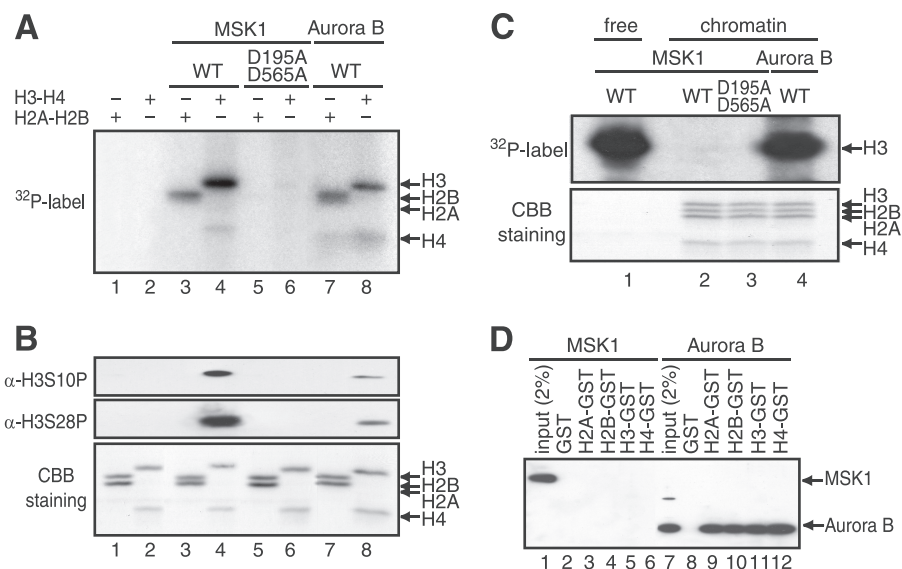 A
MSK1 Aurora B
WT D195A D565A WT
H3-H4 – + – + – + – +
H2A-H2B + – + – + – + –
³²P-label
H3
H2B
H2A
H4
1 2 3 4 5 6 7 8
B
α-H3S10P
α-H3S28P
CBB staining
H3
H2B
H2A
H4
1 2 3 4 5 6 7 8
C
free chromatin
MSK1 Aurora B
WT WT D195A D565A WT
³²P-label
H3
CBB staining
H3
H2B
H2A
H4
1 2 3 4
D
MSK1 Aurora B
input (2%) GST H2A-GST H2B-GST H3-GST H4-GST input (2%) GST H2A-GST H2B-GST H3-GST H4-GST
MSK1
Aurora B
1 2 3 4 5 6 7 8 9 10 11 12